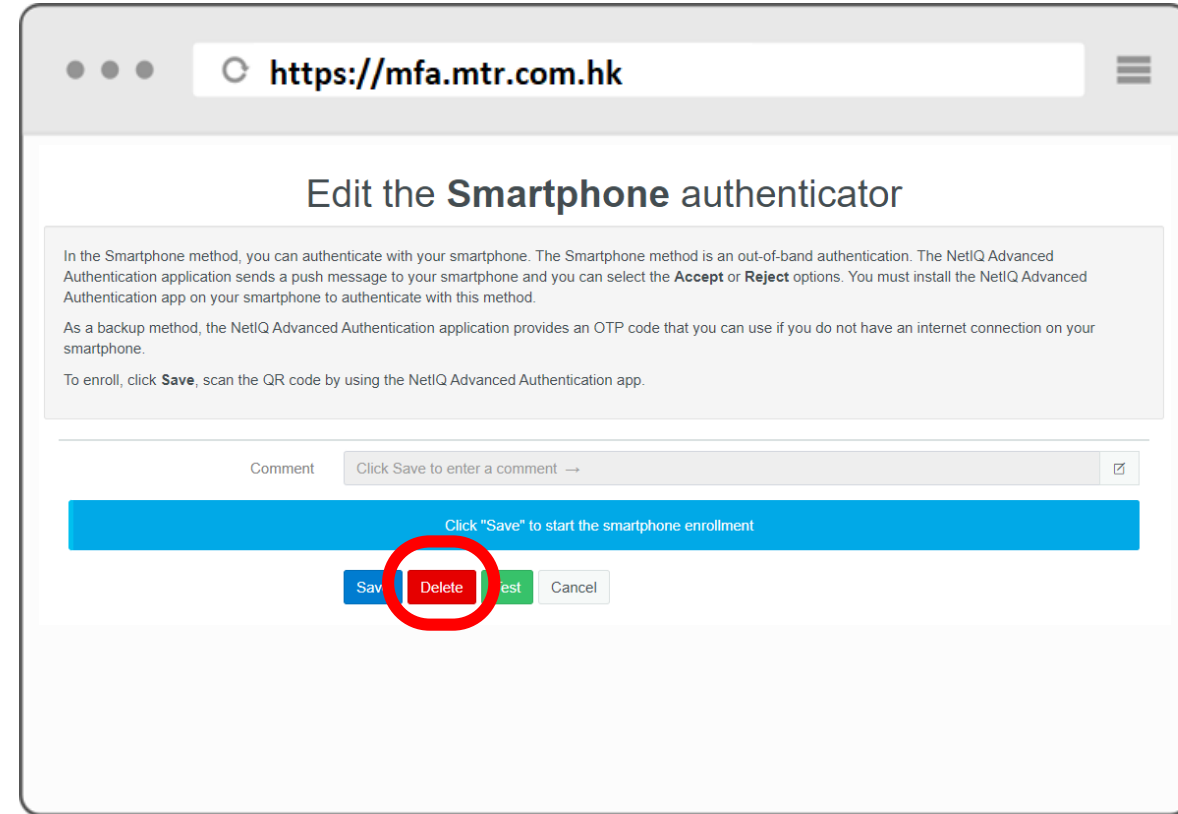 https://mfa.mtr.com.hk
Edit the Smartphone authenticator
In the Smartphone method, you can authenticate with your smartphone. The Smartphone method is an out-of-band authentication. The NetIQ Advanced
Authentication application sends a push message to your smartphone and you can select the Accept or Reject options. You must install the NetIQ Advanced
Authentication app on your smartphone to authenticate with this method.
As a backup method, the NetIQ Advanced Authentication application provides an OTP code that you can use if you do not have an internet connection on your
smartphone.
To enroll, click Save, scan the QR code by using the NetIQ Advanced Authentication app.
Comment Click Save to enter a comment →
Click "Save" to start the smartphone enrollment
Save Delete Test Cancel